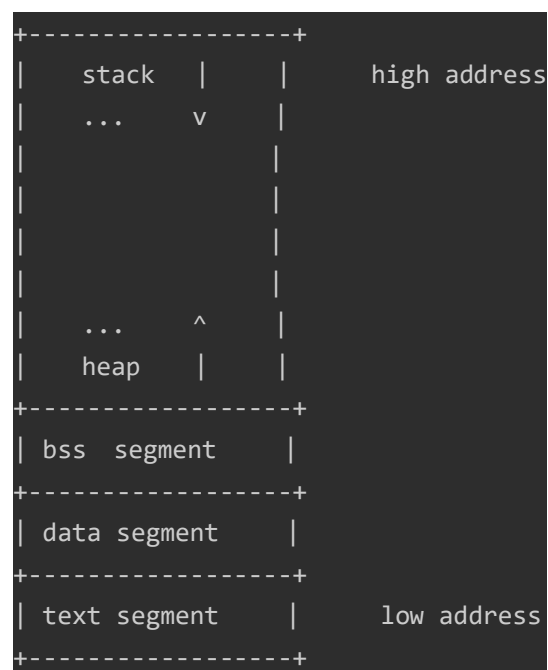 +------------------+
|    stack   |     |     high address
|    ...     v     |
|                 |
|                 |
|                 |
|                 |
|    ...     ^     |
|    heap    |     |
+------------------+
| bss  segment     |
+------------------+
| data segment     |
+------------------+
| text segment     |     low address
+------------------+